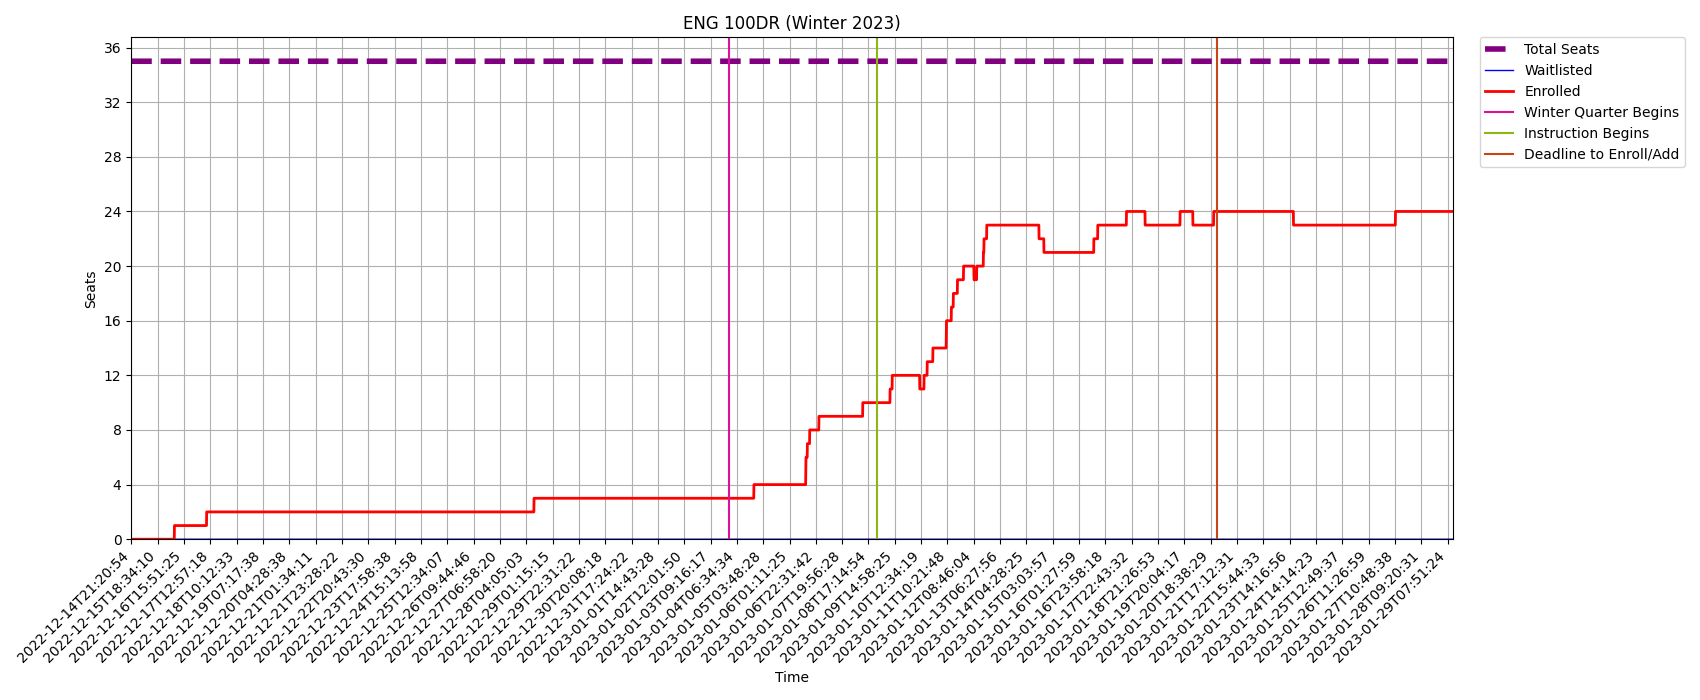 ENG 100DR (Winter 2023)
Total Seats
Waitlisted
Enrolled
Winter Quarter Begins
Instruction Begins
Deadline to Enroll/Add
Seats
36
32
28
24
20
16
12
8
4
0
2022-12-14T21:20:54
2022-12-15T18:34:10
2022-12-16T15:51:25
2022-12-17T12:57:18
2022-12-18T10:12:33
2022-12-19T07:17:38
2022-12-20T04:28:38
2022-12-21T01:34:11
2022-12-21T23:28:22
2022-12-22T20:43:30
2022-12-23T17:58:38
2022-12-24T15:13:58
2022-12-25T12:34:07
2022-12-26T09:44:46
2022-12-27T06:58:20
2022-12-28T04:05:03
2022-12-29T01:15:15
2022-12-29T22:31:22
2022-12-30T20:08:18
2022-12-31T17:24:22
2023-01-01T14:43:28
2023-01-02T12:01:50
2023-01-03T09:16:17
2023-01-04T06:34:34
2023-01-05T03:48:28
2023-01-06T01:11:25
2023-01-06T22:31:42
2023-01-07T19:56:28
2023-01-08T17:14:54
2023-01-09T14:58:25
2023-01-10T12:34:19
2023-01-11T10:21:48
2023-01-12T08:46:04
2023-01-13T06:27:56
2023-01-14T04:28:25
2023-01-15T03:03:57
2023-01-16T01:27:59
2023-01-16T23:58:18
2023-01-17T22:43:32
2023-01-18T21:26:53
2023-01-19T20:04:17
2023-01-20T18:38:29
2023-01-21T17:12:31
2023-01-22T15:44:33
2023-01-23T14:16:56
2023-01-24T14:14:23
2023-01-25T12:49:37
2023-01-26T11:26:59
2023-01-27T10:48:38
2023-01-28T09:20:31
2023-01-29T07:51:24
Time